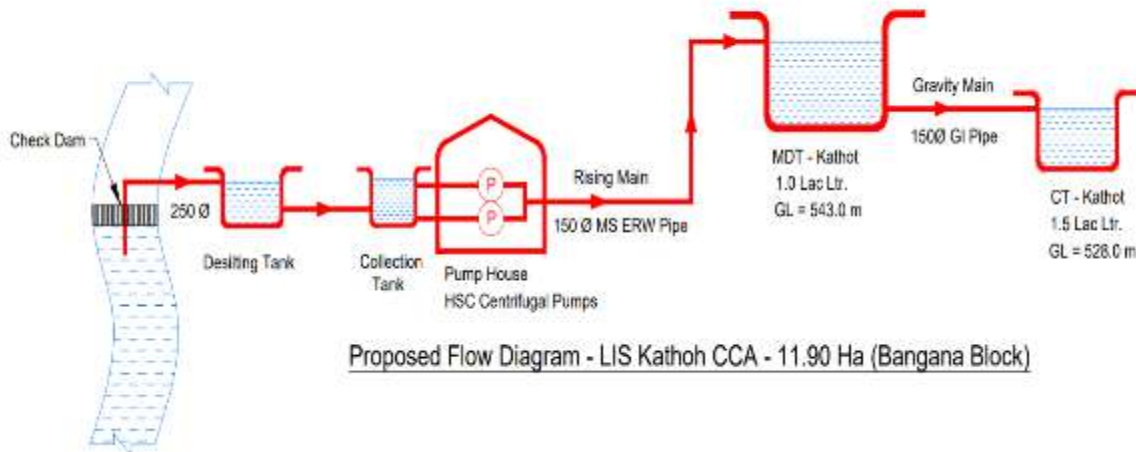 Check Dam
250 Ø
Desilting Tank
Collection
Tank
P
P
Pump House
HSC Centrifugal Pumps
Rising Main
150 Ø MS ERW Pipe
MDT - Kathot
1.0 Lac Ltr.
GL = 543.0 m
Gravity Main
150Ø GI Pipe
CT - Kathot
1.5 Lac Ltr.
GL = 528.0 m
Proposed Flow Diagram - LIS Kathoh CCA - 11.90 Ha (Bangana Block)